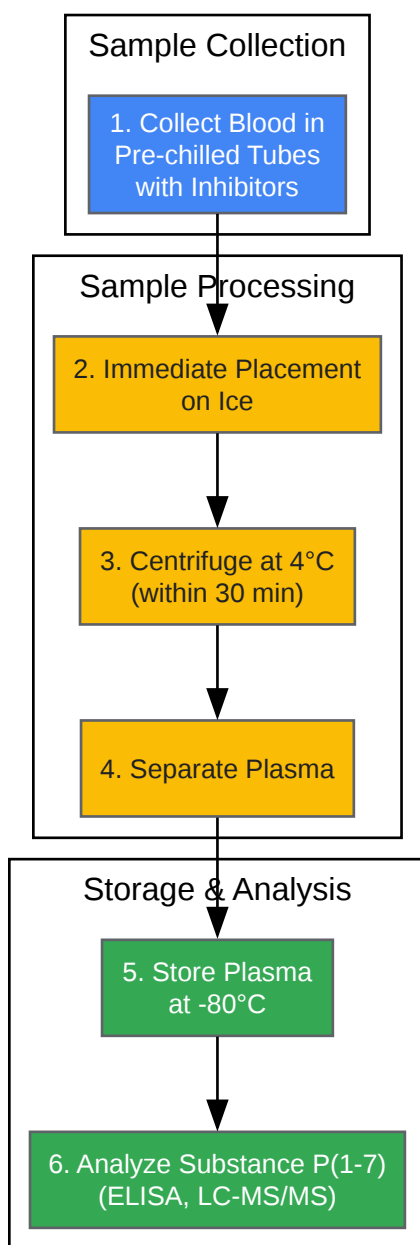 Sample Collection
1. Collect Blood in
Pre-chilled Tubes
with Inhibitors
Sample Processing
2. Immediate Placement
on Ice
3. Centrifuge at 4°C
(within 30 min)
4. Separate Plasma
Storage & Analysis
5. Store Plasma
at -80°C
6. Analyze Substance P(1-7)
(ELISA, LC-MS/MS)